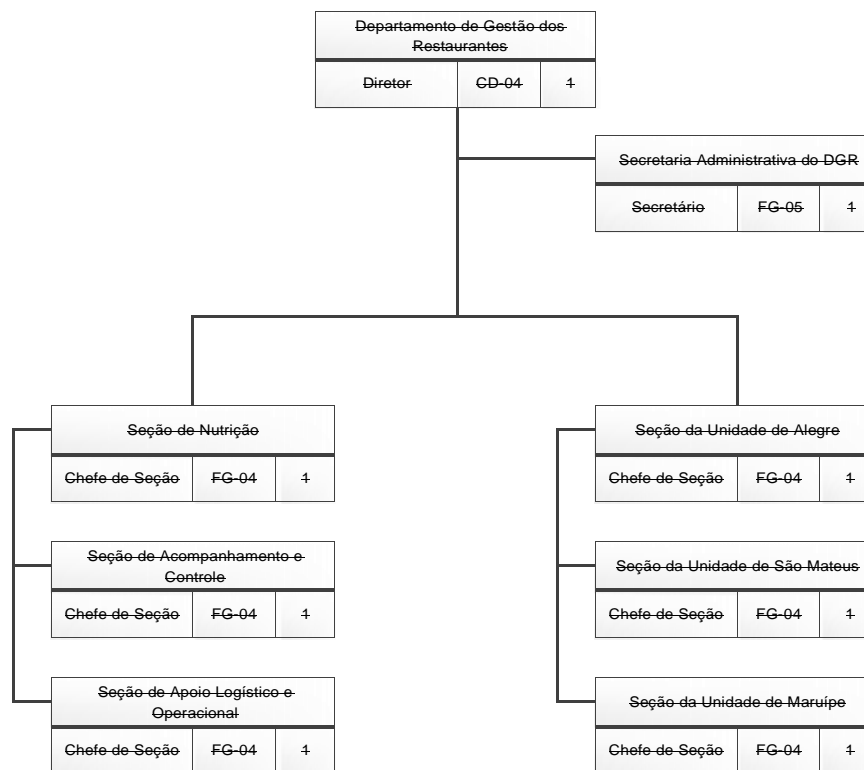 Departamento de Gestão dos
Restaurantes
Diretor CD-04 1
Secretaria Administrativa do DGR
Secretário FG-05 1
Seção de Nutrição
Chefe de Seção FG-04 1
Seção de Acompanhamento e
Controle
Chefe de Seção FG-04 1
Seção de Apoio Logístico e
Operacional
Chefe de Seção FG-04 1
Seção da Unidade de Alegre
Chefe de Seção FG-04 1
Seção da Unidade de São Mateus
Chefe de Seção FG-04 1
Seção da Unidade de Maruípe
Chefe de Seção FG-04 1